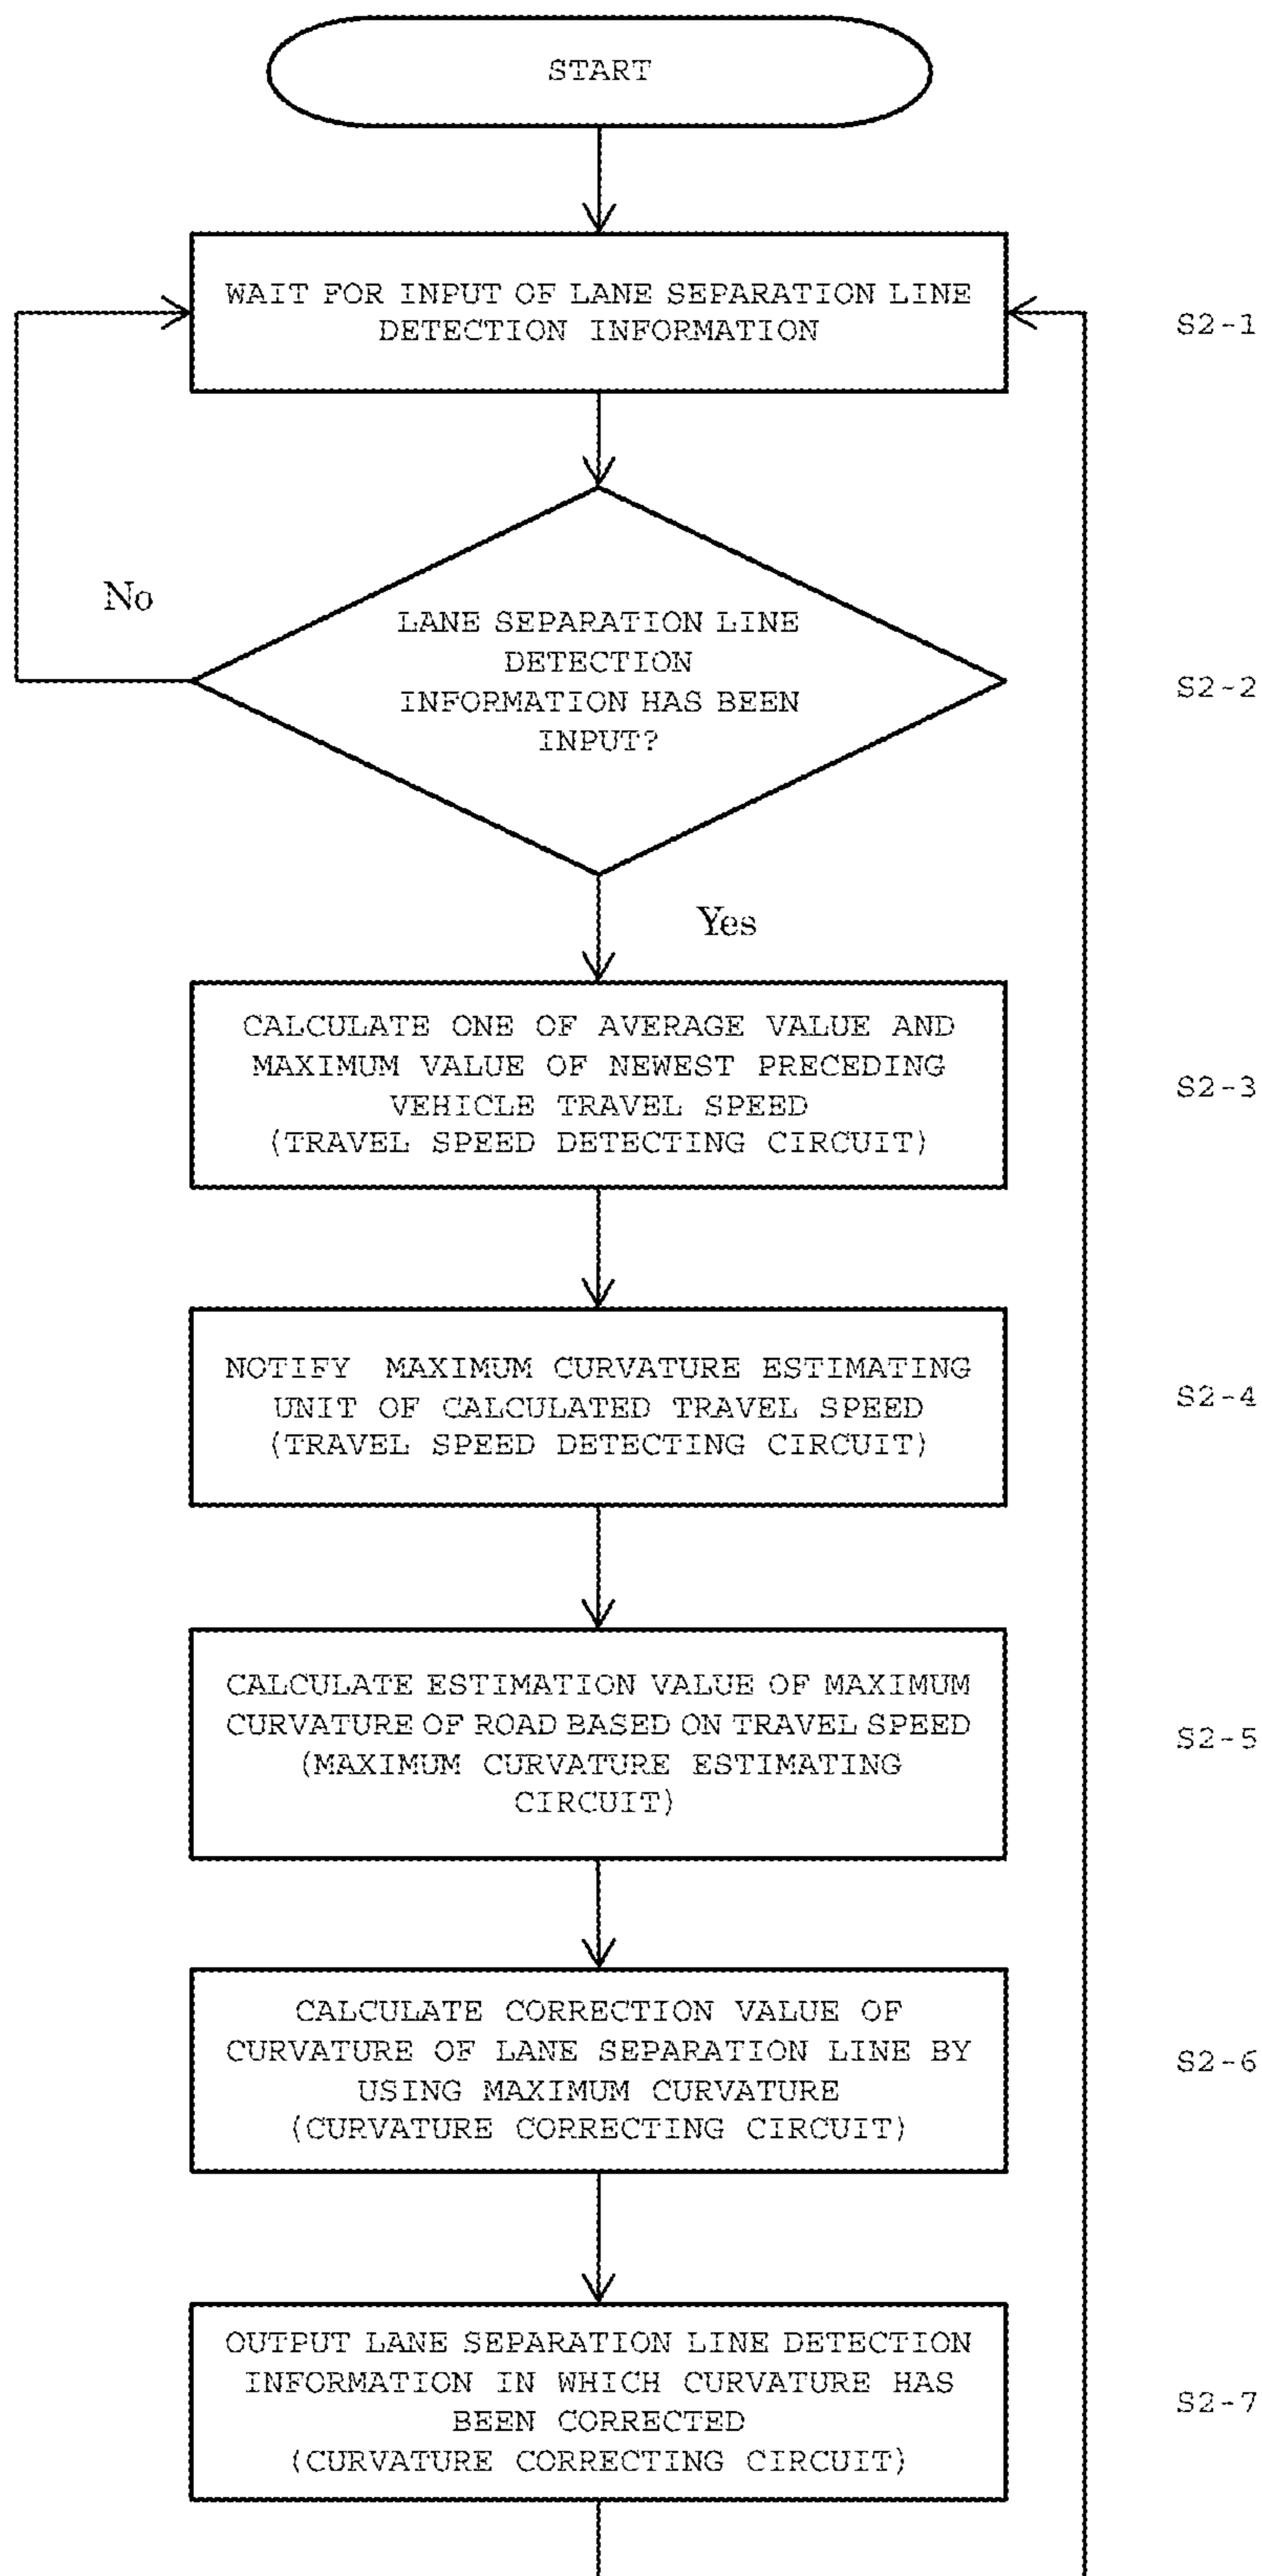 START
WAIT FOR INPUT OF LANE SEPARATION LINE
DETECTION INFORMATION
S2-1
No
LANE SEPARATION LINE
DETECTION
INFORMATION HAS BEEN
INPUT?
S2-2
Yes
CALCULATE ONE OF AVERAGE VALUE AND
MAXIMUM VALUE OF NEWEST PRECEDING
VEHICLE TRAVEL SPEED
(TRAVEL SPEED DETECTING CIRCUIT)
S2-3
NOTIFY MAXIMUM CURVATURE ESTIMATING
UNIT OF CALCULATED TRAVEL SPEED
(TRAVEL SPEED DETECTING CIRCUIT)
S2-4
CALCULATE ESTIMATION VALUE OF MAXIMUM
CURVATURE OF ROAD BASED ON TRAVEL SPEED
(MAXIMUM CURVATURE ESTIMATING
CIRCUIT)
S2-5
CALCULATE CORRECTION VALUE OF
CURVATURE OF LANE SEPARATION LINE BY
USING MAXIMUM CURVATURE
(CURVATURE CORRECTING CIRCUIT)
S2-6
OUTPUT LANE SEPARATION LINE DETECTION
INFORMATION IN WHICH CURVATURE HAS
BEEN CORRECTED
(CURVATURE CORRECTING CIRCUIT)
S2-7